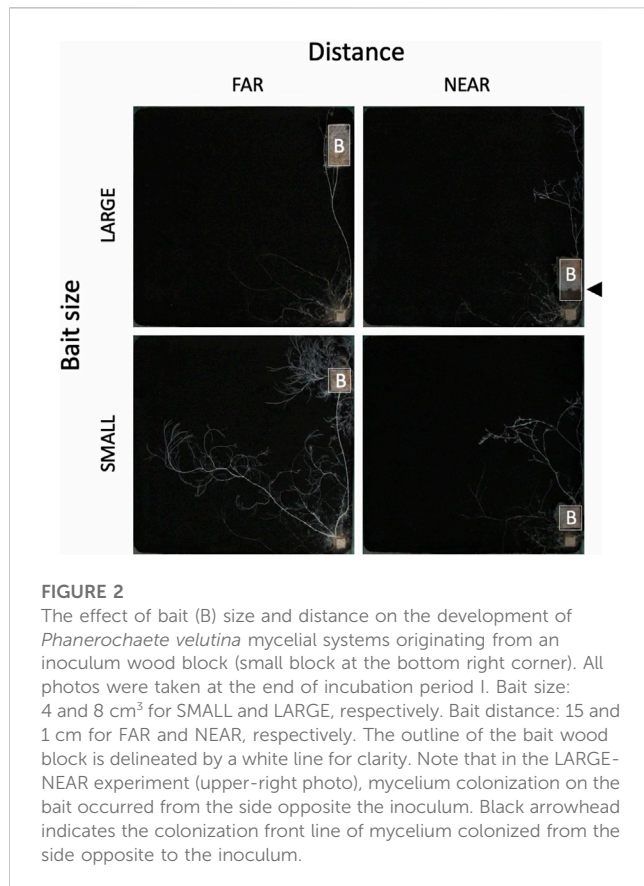 Distance
FAR
NEAR
Bait size
LARGE
B
B
SMALL
B
B
FIGURE 2
The effect of bait (B) size and distance on the development of
Phanerochaete velutina mycelial systems originating from an
inoculum wood block (small block at the bottom right corner). All
photos were taken at the end of incubation period I. Bait size:
4 and 8 cm³ for SMALL and LARGE, respectively. Bait distance: 15 and
1 cm for FAR and NEAR, respectively. The outline of the bait wood
block is delineated by a white line for clarity. Note that in the LARGE-
NEAR experiment (upper-right photo), mycelium colonization on the
bait occurred from the side opposite the inoculum. Black arrowhead
indicates the colonization front line of mycelium colonized from the
side opposite to the inoculum.